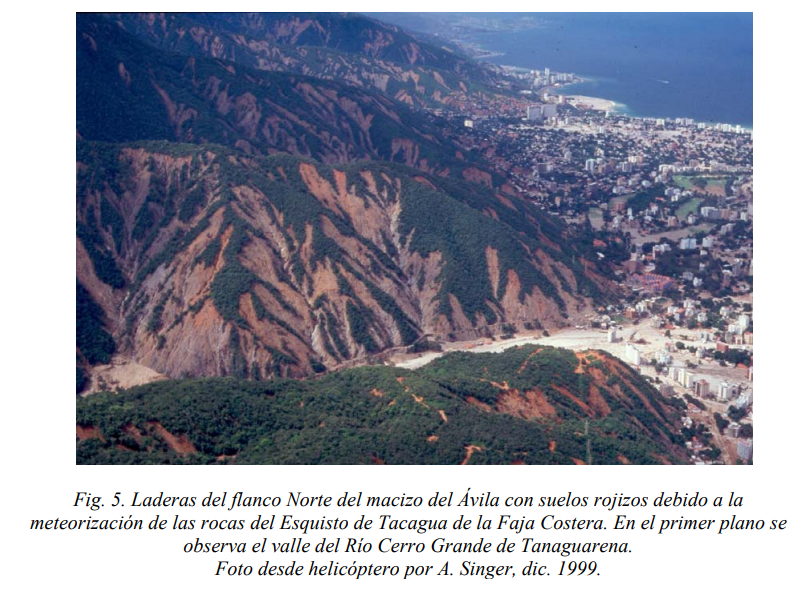 Fig. 5. Laderas del flanco Norte del macizo del Ávila con suelos rojizos debido a la
meteorización de las rocas del Esquisto de Tacagua de la Faja Costera. En el primer plano se
observa el valle del Río Cerro Grande de Tanaguarena.
Foto desde helicóptero por A. Singer, dic. 1999.